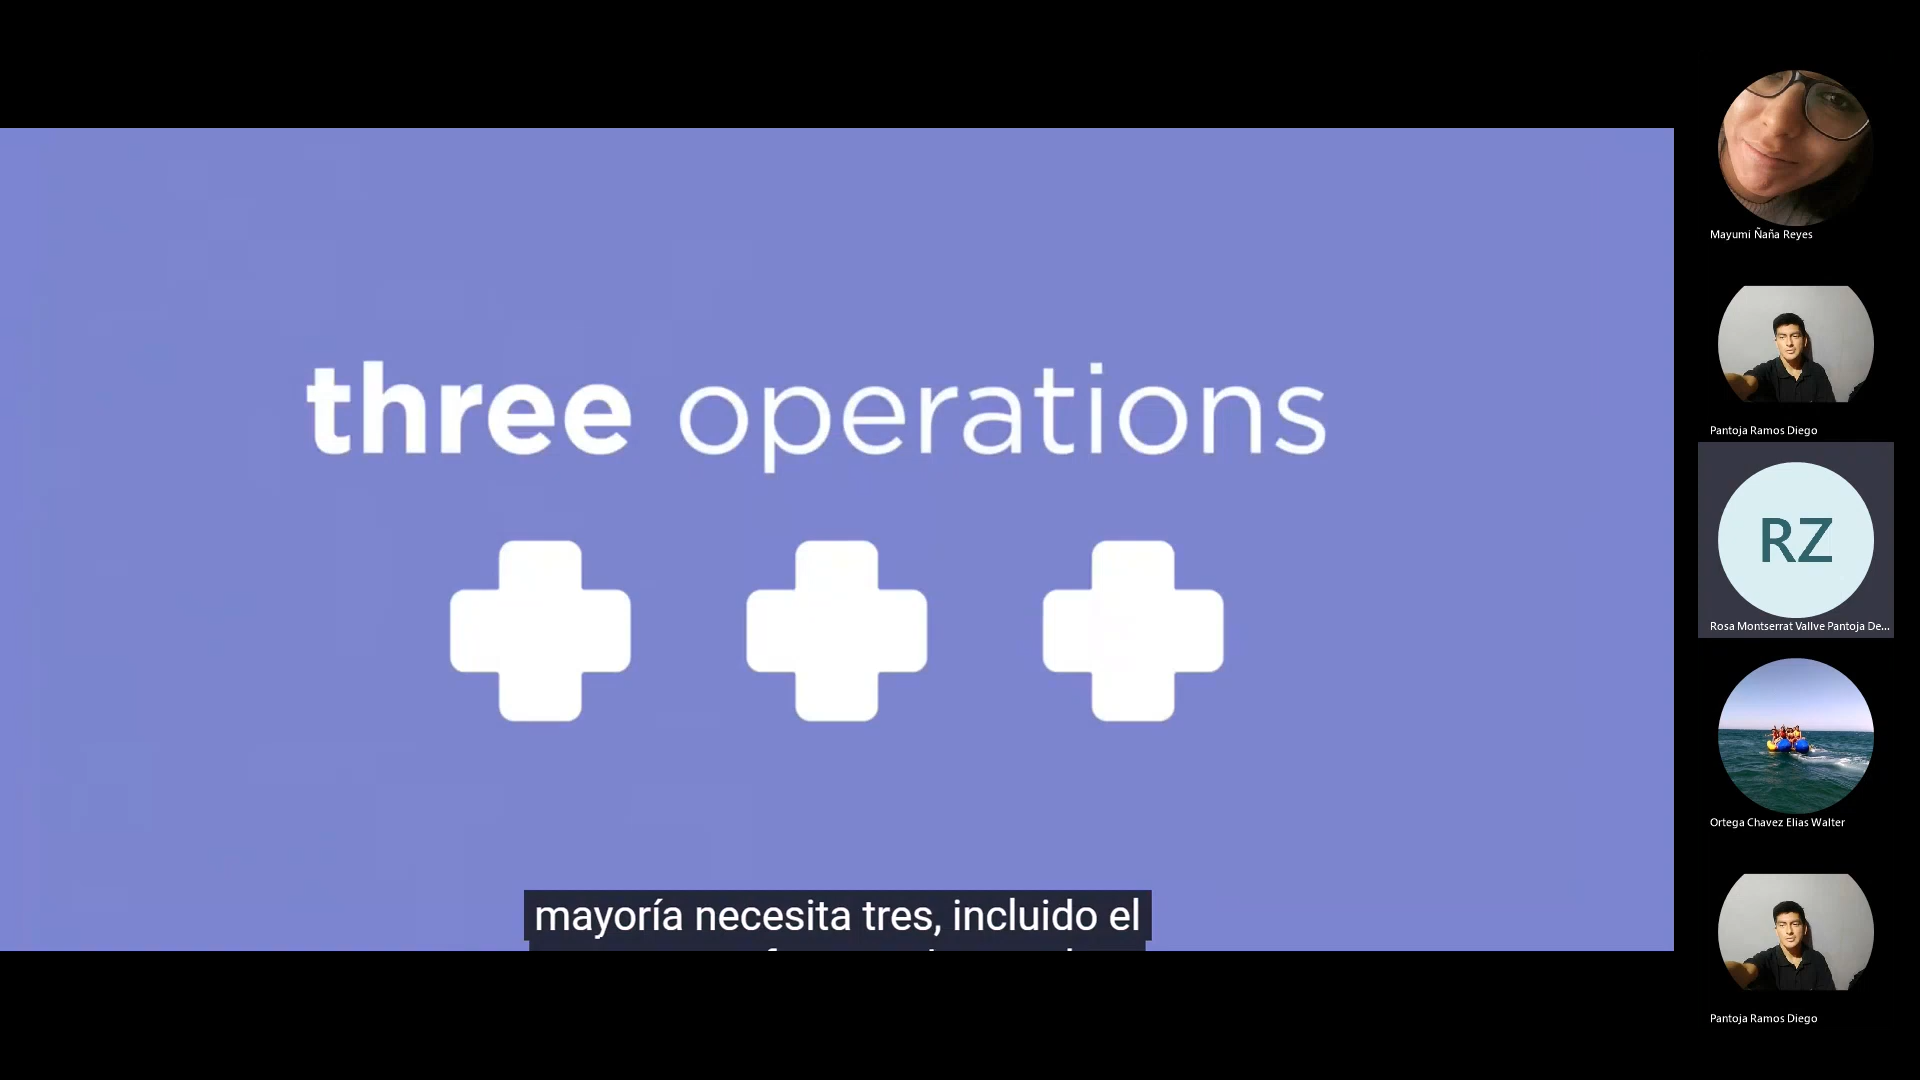 three operations
mayoría necesita tres, incluido el
Mayumi Ñaña Reyes
Pantoja Ramos Diego
RZ
Rosa Montserrat Vallve Pantoja De...
Ortega Chavez Elias Walter
Pantoja Ramos Diego